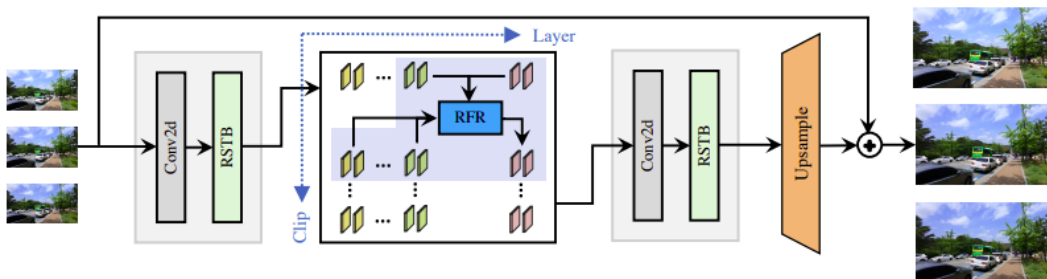 Layer
Conv2d
RSTB
RFR
Clip
Conv2d
RSTB
Upsample